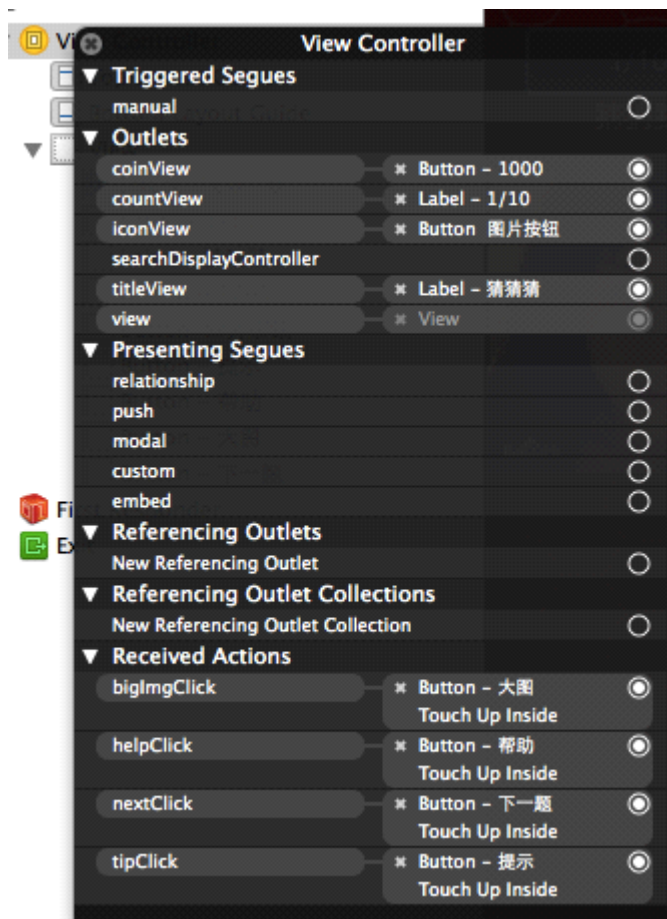 View Controller
Triggered Segues
manual
Outlets
coinView Button – 1000
countView Label – 1/10
iconView Button 图片按钮
searchDisplayController
titleView Label – 猜猜猜
view View
Presenting Segues
relationship
push
modal
custom
embed
Referencing Outlets
New Referencing Outlet
Referencing Outlet Collections
New Referencing Outlet Collection
Received Actions
bigImgClick Button – 大图
Touch Up Inside
helpClick Button – 帮助
Touch Up Inside
nextClick Button – 下一题
Touch Up Inside
tipClick Button – 提示
Touch Up Inside